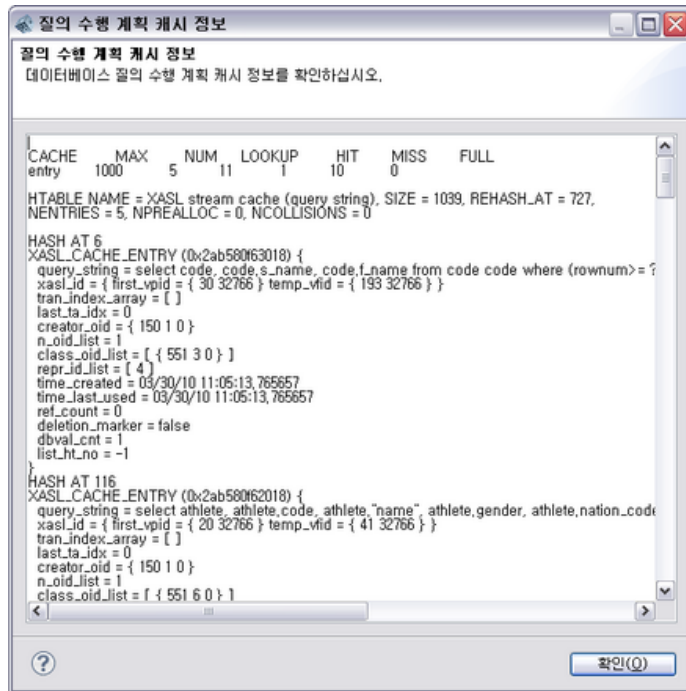 질의 수행 계획 캐시 정보
질의 수행 계획 캐시 정보
데이터베이스 질의 수행 계획 캐시 정보를 확인하십시오.
CACHE MAX NUM LOOKUP HIT MISS FULL
entry 1000 5 11 1 10 0
HTABLE NAME = XASL stream cache (query string), SIZE = 1039, REHASH_AT = 727,
NENTRIES = 5, NPREALLOC = 0, NCOLLISIONS = 0
HASH AT 6
XASL_CACHE_ENTRY (0x2ab580f63018) {
query_string = select code, code,s_name, code,f_name from code code where (rownum>= ?
xasl_id = { first_vpid = { 30 32766 } temp_vfid = { 193 32766 } }
tran_index_array = [ ]
last_ta_idx = 0
creator_oid = { 150 1 0 }
n_oid_list = 1
class_oid_list = [ { 551 3 0 } ]
repr_id_list = [ 4 ]
time_created = 03/30/10 11:05:13.765657
time_last_used = 03/30/10 11:05:13.765657
ref_count = 0
deletion_marker = false
dbval_cnt = 1
list_ht_no = -1
}
HASH AT 116
XASL_CACHE_ENTRY (0x2ab580f62018) {
query_string = select athlete, athlete.code, athlete."name", athlete.gender, athlete.nation_code
xasl_id = { first_vpid = { 20 32766 } temp_vfid = { 41 32766 } }
tran_index_array = [ ]
last_ta_idx = 0
creator_oid = { 150 1 0 }
n_oid_list = 1
class_oid_list = [ { 551 6 0 } ]
?
확인(O)